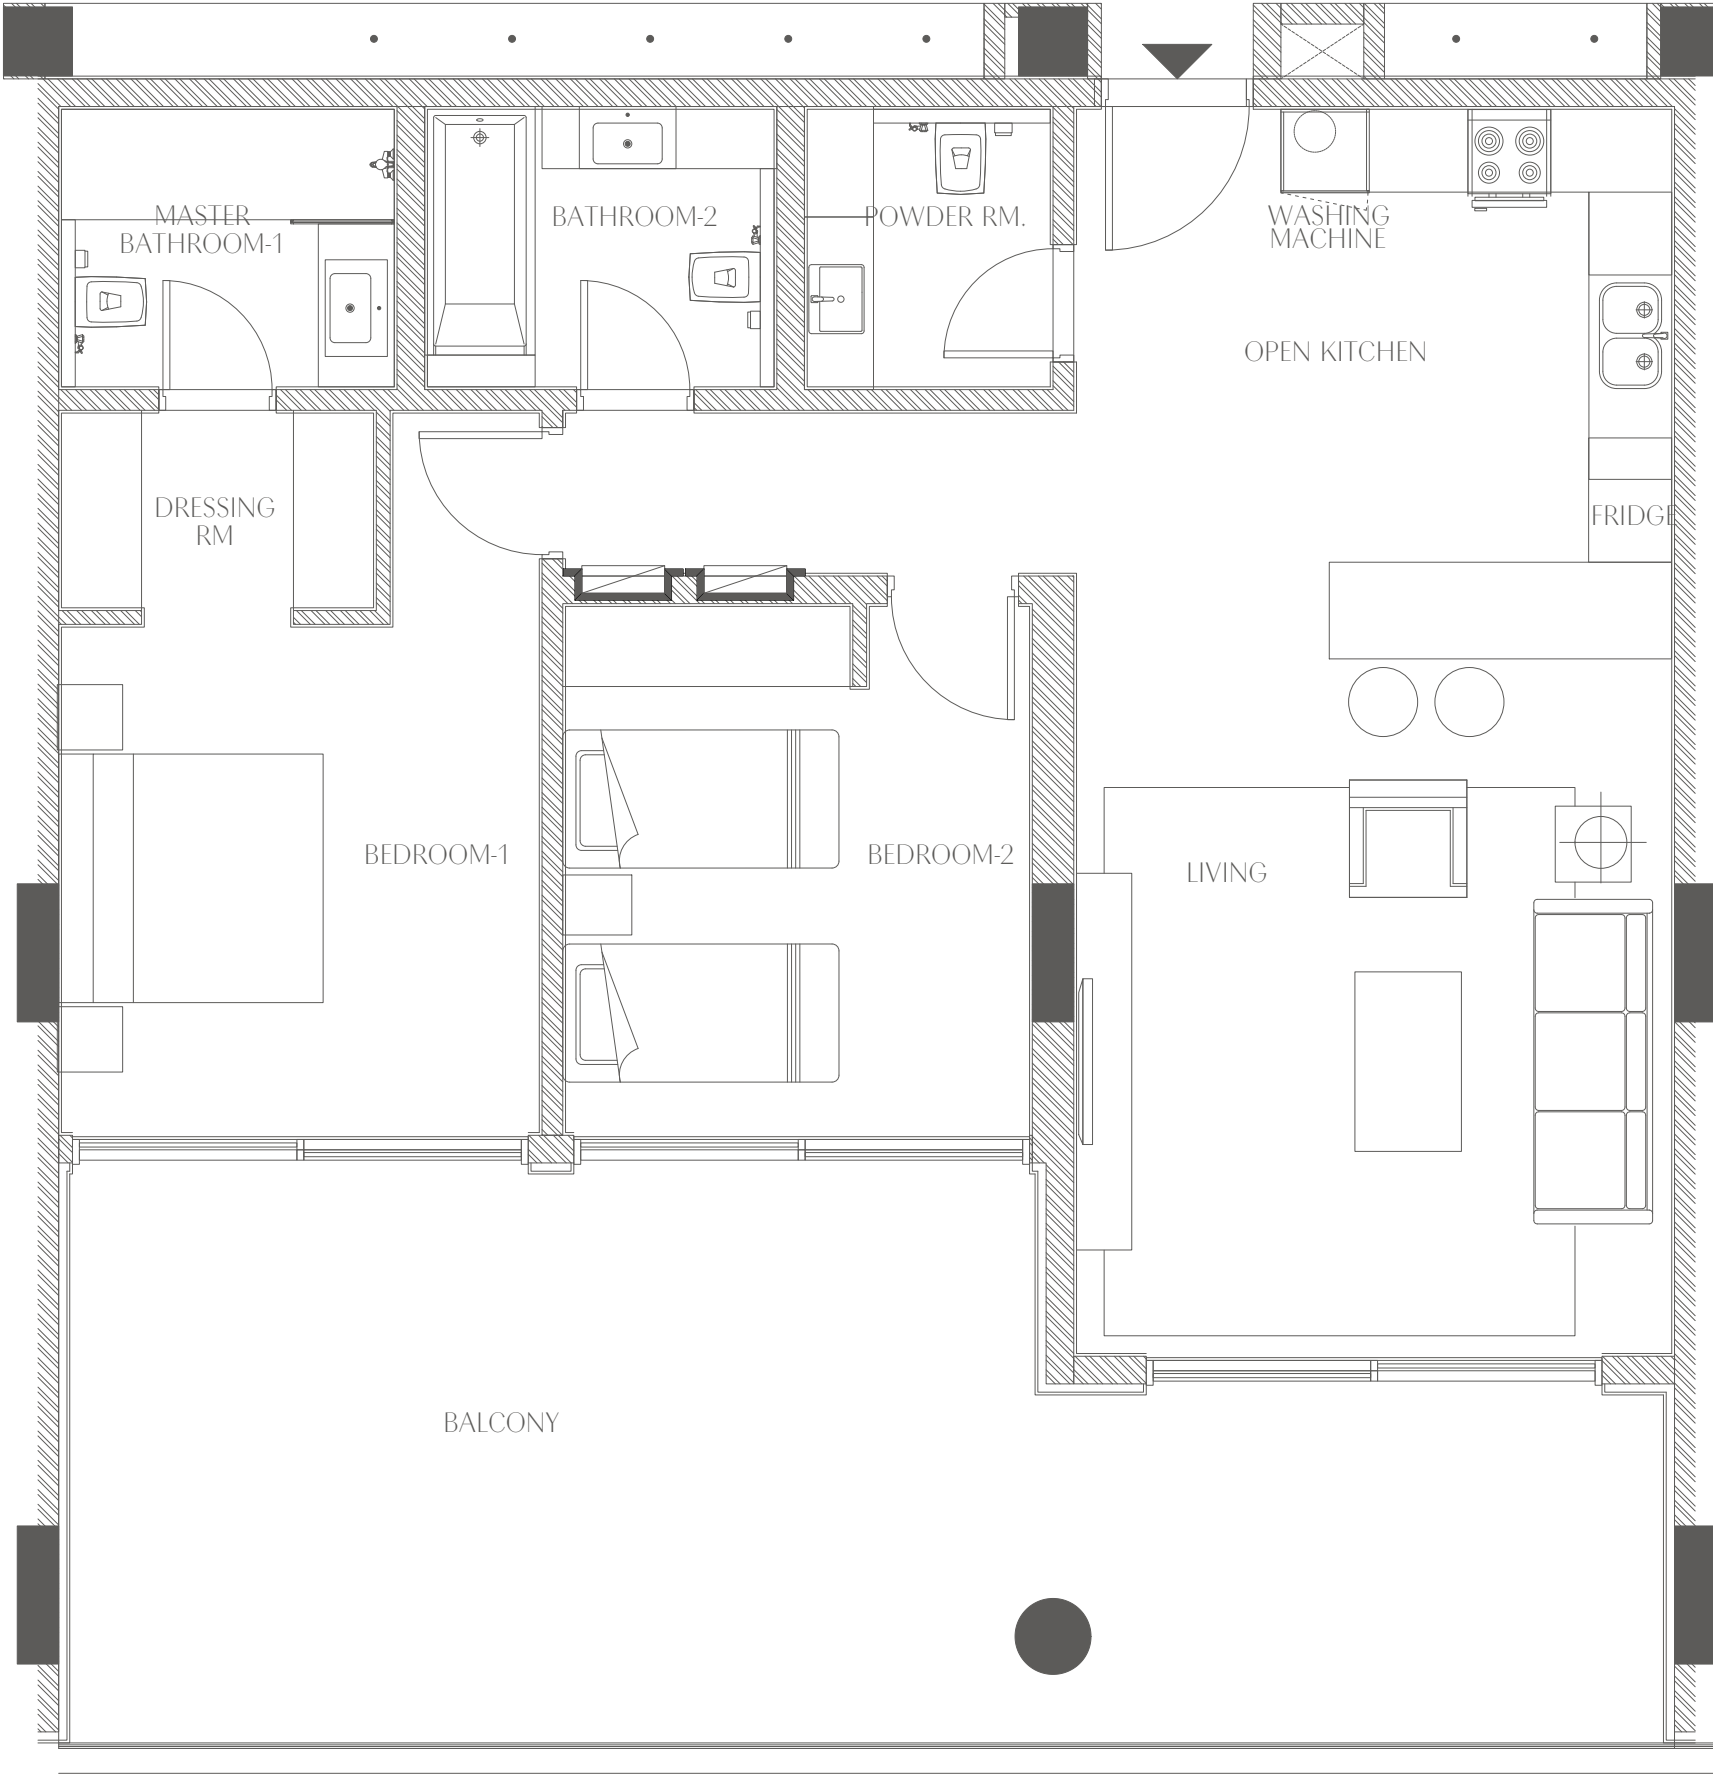 MASTER
BATHROOM-1
BATHROOM-2
POWDER RM.
WASHING
MACHINE
OPEN KITCHEN
DRESSING
RM
FRIDGE
BEDROOM-1
BEDROOM-2
LIVING
BALCONY